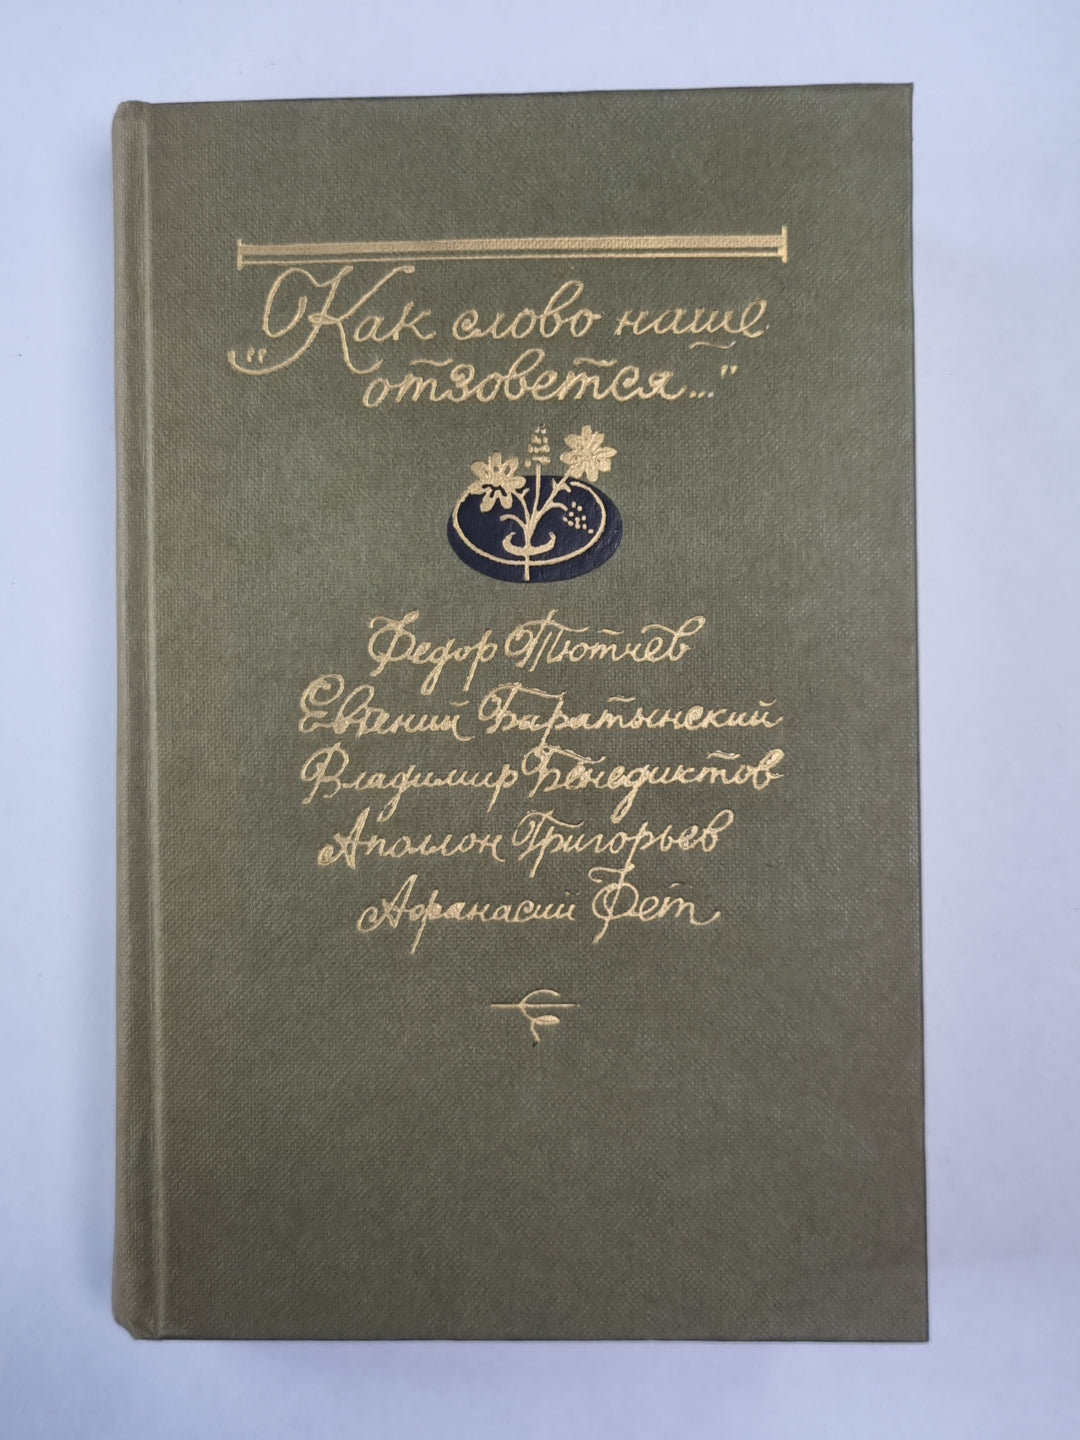 „Как слово наше
отзовется..."
Федор Тютчев
Евгений Баратынский
Владимир Бенедиктов
Аполлон Григорьев
Афанасий Фет